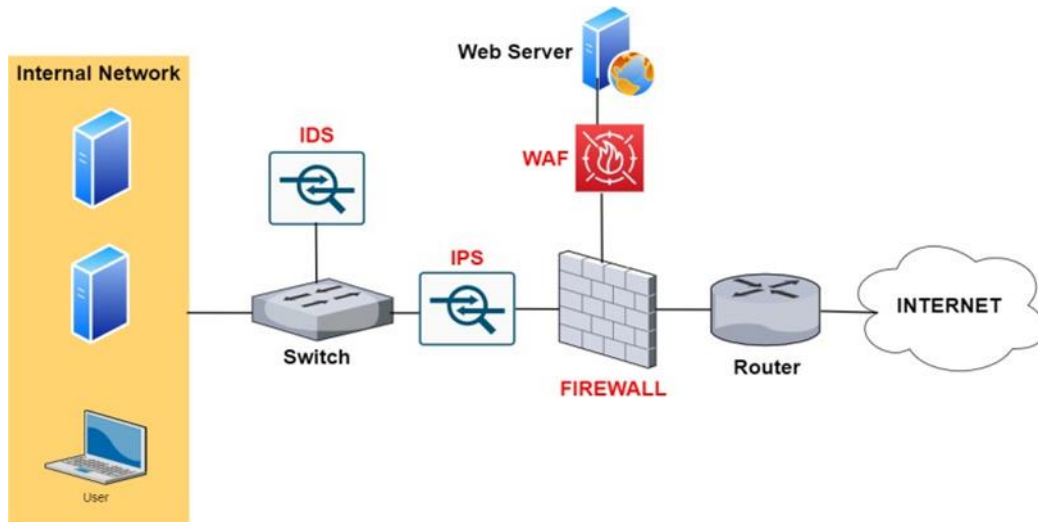 Internal Network
Web Server
IDS
WAF
IPS
INTERNET
Switch
Router
FIREWALL
User